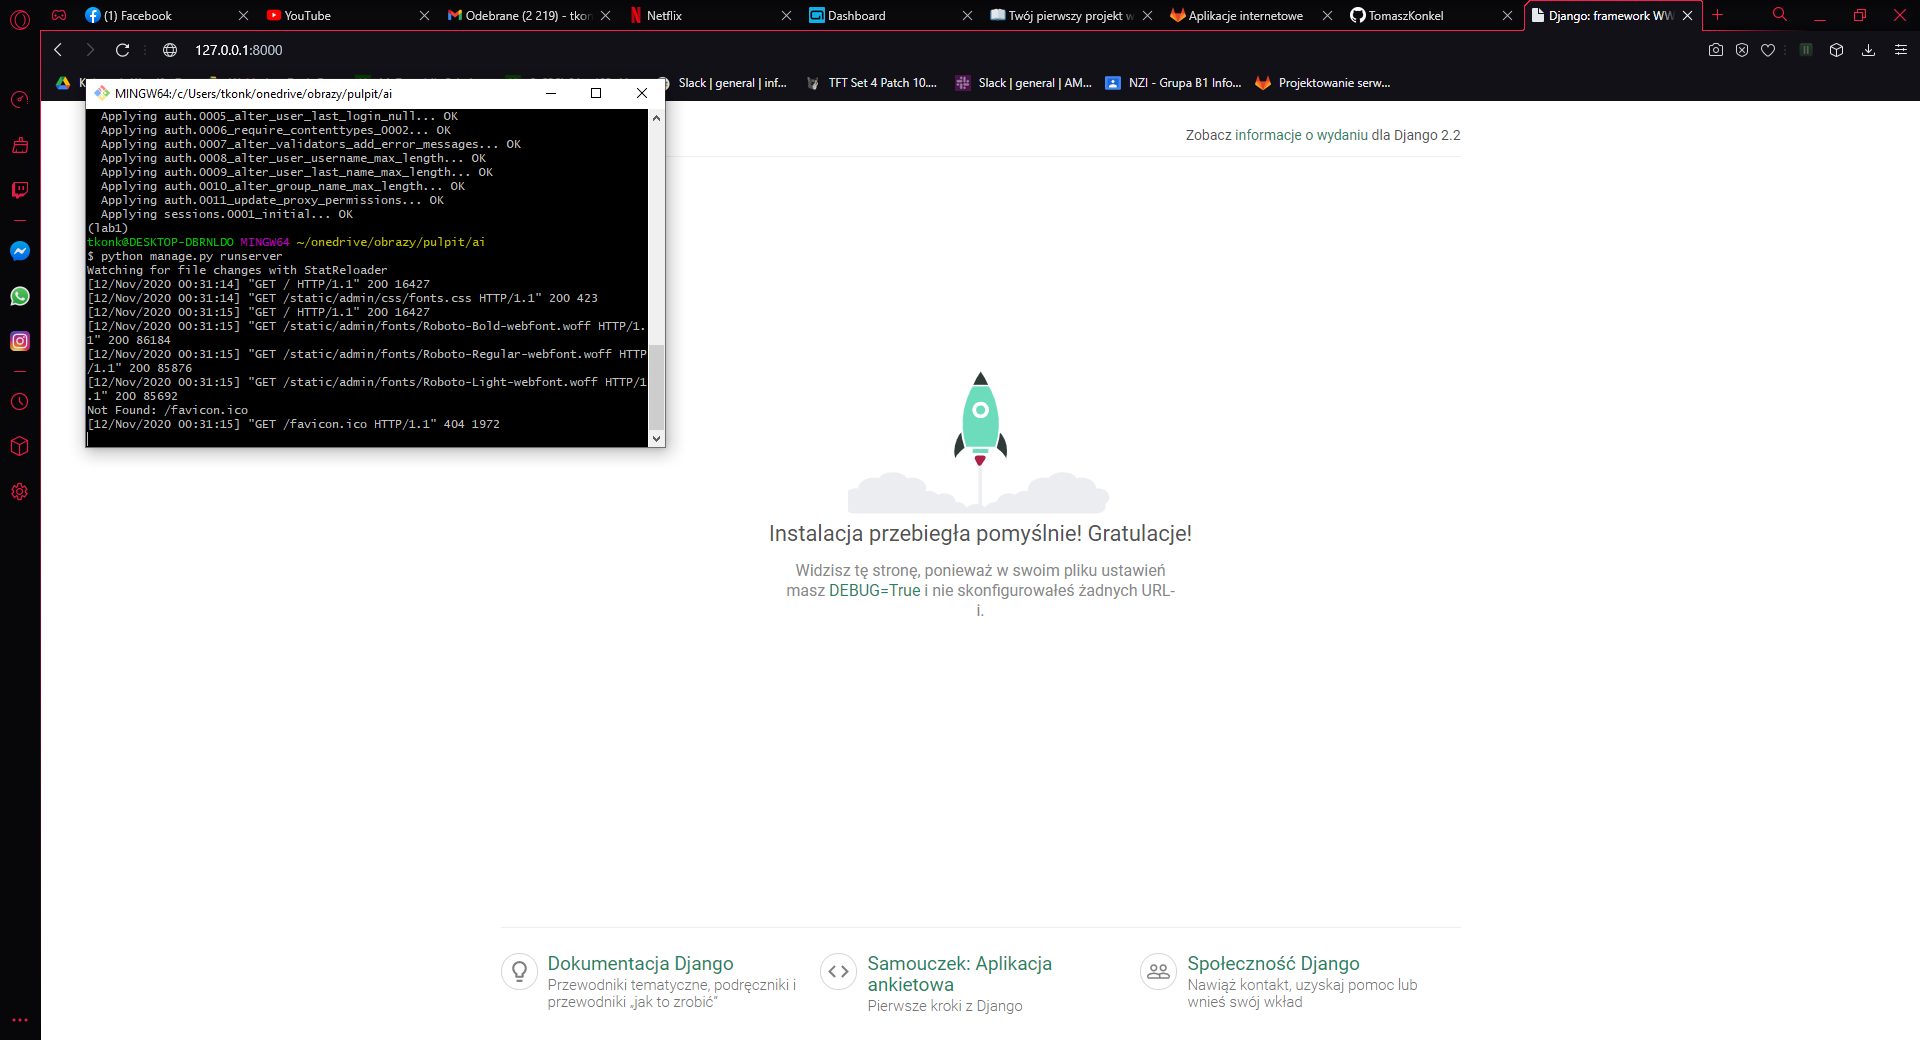 (1) Facebook
YouTube
Odebrane (2 219) - tkon
Netflix
Dashboard
Twój pierwszy projekt w
Aplikacje internetowe
TomaszKonkel
Django: framework WW
127.0.0.1:8000
Slack | general | inf...
TFT Set 4 Patch 10....
Slack | general | AM...
NZI - Grupa B1 Info...
Projektowanie serw...
MINGW64:/c/Users/tkonk/onedrive/obrazy/pulpit/ai
Applying auth.0005_alter_user_last_login_null... OK
Applying auth.0006_require_contenttypes_0002... OK
Applying auth.0007_alter_validators_add_error_messages... OK
Applying auth.0008_alter_user_username_max_length... OK
Applying auth.0009_alter_user_last_name_max_length... OK
Applying auth.0010_alter_group_name_max_length... OK
Applying auth.0011_update_proxy_permissions... OK
Applying sessions.0001_initial... OK
(lab1)
tkonk@DESKTOP-DBRNLDO MINGW64 ~/onedrive/obrazy/pulpit/ai
$ python manage.py runserver
Watching for file changes with StatReloader
[12/Nov/2020 00:31:14] "GET / HTTP/1.1" 200 16427
[12/Nov/2020 00:31:14] "GET /static/admin/css/fonts.css HTTP/1.1" 200 423
[12/Nov/2020 00:31:15] "GET / HTTP/1.1" 200 16427
[12/Nov/2020 00:31:15] "GET /static/admin/fonts/Roboto-Bold-webfont.woff HTTP/1.
1" 200 86184
[12/Nov/2020 00:31:15] "GET /static/admin/fonts/Roboto-Regular-webfont.woff HTTP
/1.1" 200 85876
[12/Nov/2020 00:31:15] "GET /static/admin/fonts/Roboto-Light-webfont.woff HTTP/1
.1" 200 85692
Not Found: /favicon.ico
[12/Nov/2020 00:31:15] "GET /favicon.ico HTTP/1.1" 404 1972
Zobacz informacje o wydaniu dla Django 2.2
Instalacja przebiegła pomyślnie! Gratulacje!
Widzisz tę stronę, ponieważ w swoim pliku ustawień
masz DEBUG=True i nie skonfigurowałeś żadnych URL-
i.
Dokumentacja Django
Przewodniki tematyczne, podręczniki i
przewodniki „jak to zrobić”
Samouczek: Aplikacja
ankietowa
Pierwsze kroki z Django
Społeczność Django
Nawiąż kontakt, uzyskaj pomoc lub
wnieś swój wkład